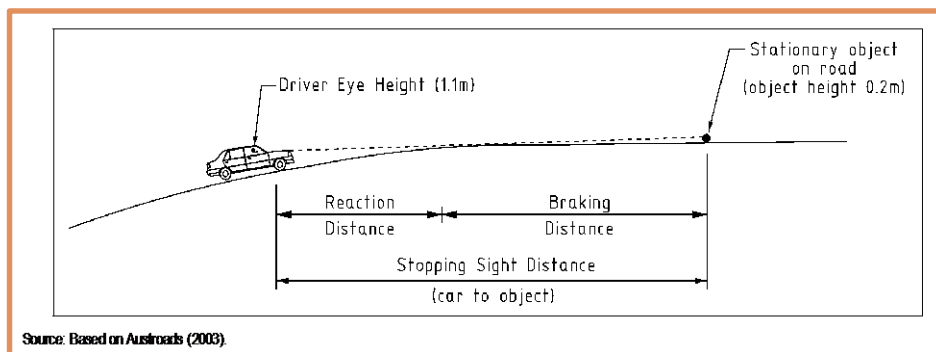 Stationary object
on road
(object height 0.2m)
Driver Eye Height (1.1m)
Reaction
Distance
Braking
Distance
Stopping Sight Distance
(car to object)
Source: Based on Austroads (2003).